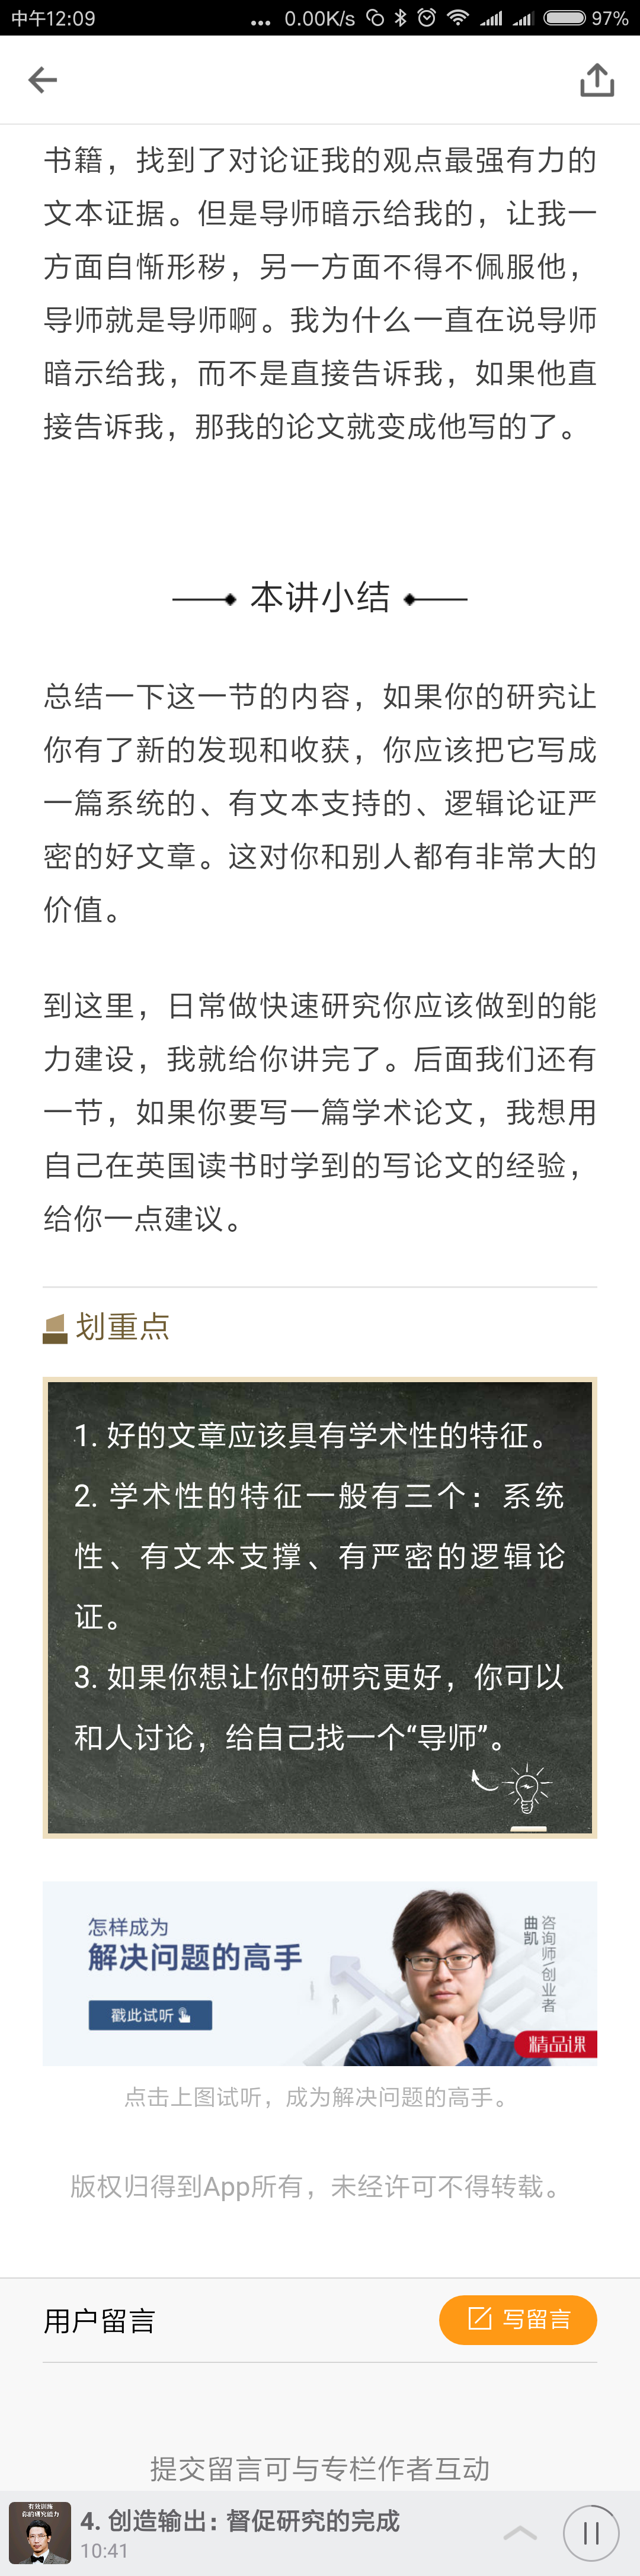 中午12:09
... 0.00K/s 97%
书籍，找到了对论证我的观点最强有力的
文本证据。但是导师暗示给我的，让我一
方面自惭形秽，另一方面不得不佩服他，
导师就是导师啊。我为什么一直在说导师
暗示给我，而不是直接告诉我，如果他直
接告诉我，那我的论文就变成他写的了。
本讲小结
总结一下这一节的内容，如果你的研究让
你有了新的发现和收获，你应该把它写成
一篇系统的、有文本支持的、逻辑论证严
密的好文章。这对你和别人都有非常大的
价值。
到这里，日常做快速研究你应该做到的能
力建设，我就给你讲完了。后面我们还有
一节，如果你要写一篇学术论文，我想用
自己在英国读书时学到的写论文的经验，
给你一点建议。
划重点
1. 好的文章应该具有学术性的特征。
2. 学术性的特征一般有三个：系统
性、有文本支撑、有严密的逻辑论
证。
3. 如果你想让你的研究更好，你可以
和人讨论，给自己找一个“导师”。
怎样成为
解决问题的高手
戳此试听
咨询师/创业者
曲凯
精品课
点击上图试听，成为解决问题的高手。
版权归得到App所有，未经许可不得转载。
用户留言
写留言
提交留言可与专栏作者互动
有效训练
你的研究能力
4. 创造输出：督促研究的完成
10:41